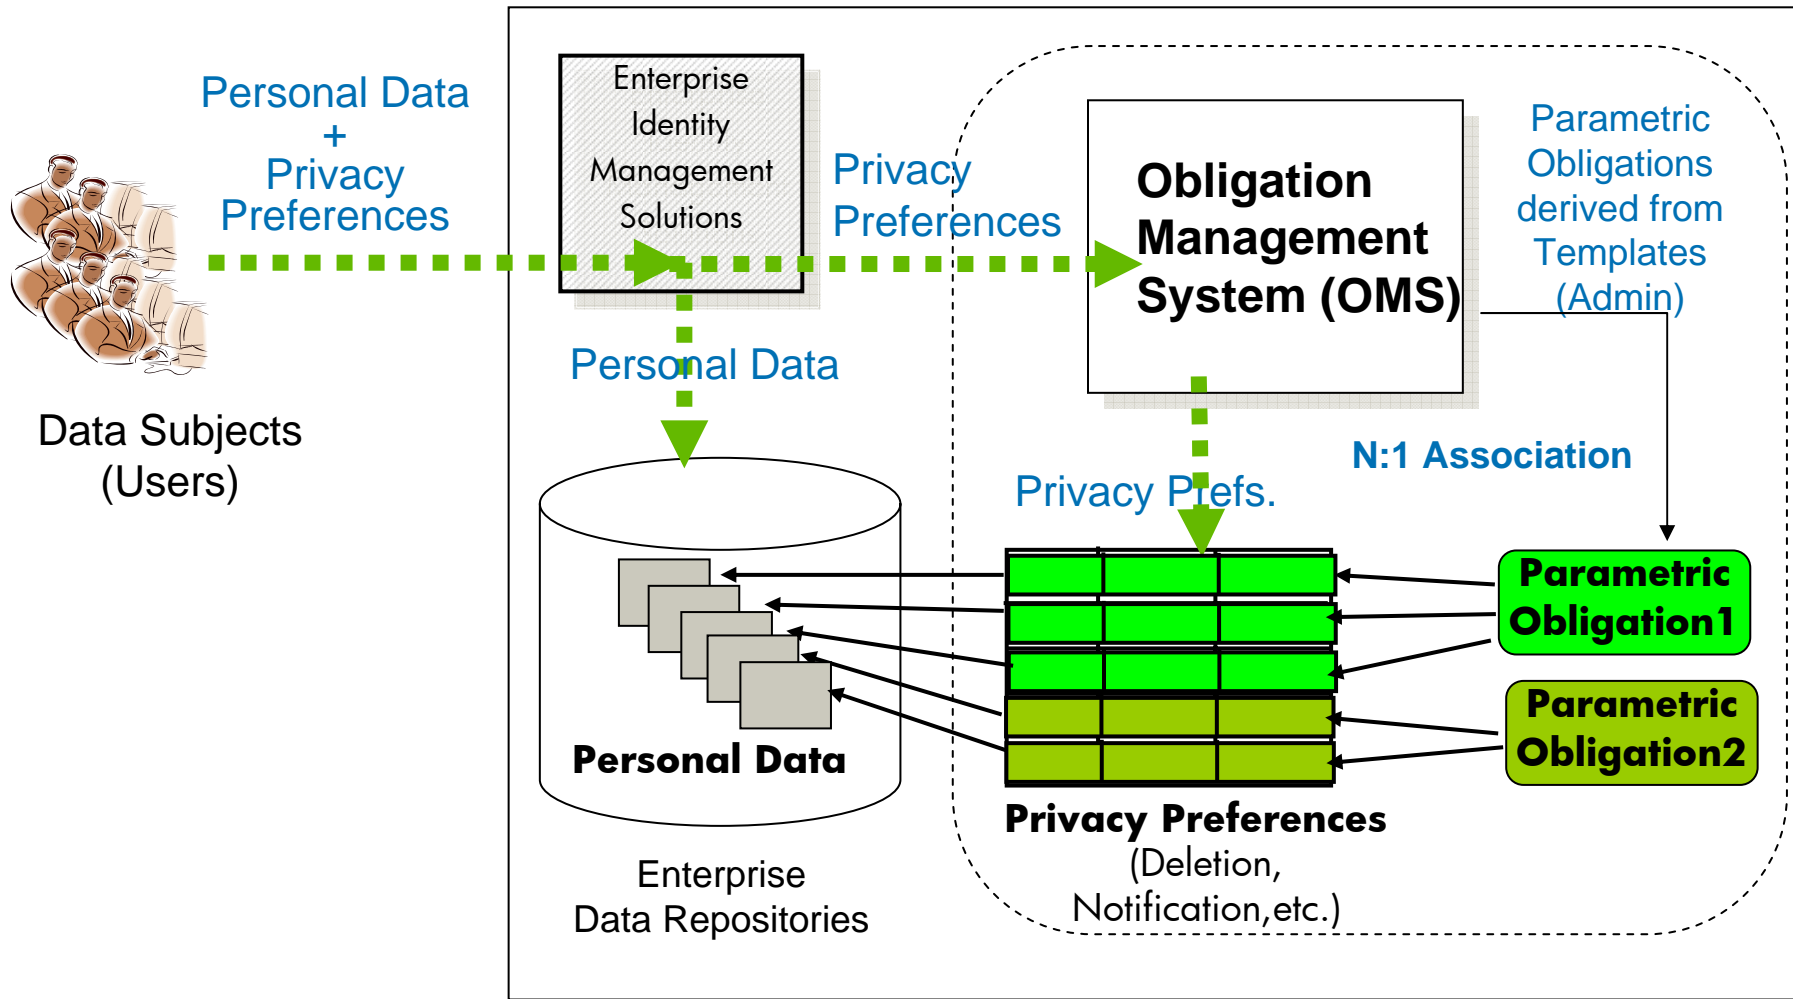 Personal Data
+
Privacy
Preferences
Data Subjects
(Users)
Enterprise
Identity
Management
Solutions
Privacy
Preferences
Personal Data
Obligation
Management
System (OMS)
Parametric
Obligations
derived from
Templates
(Admin)
N:1 Association
Privacy Prefs.
Parametric
Obligation1
Parametric
Obligation2
Personal Data
Enterprise
Data Repositories
Privacy Preferences
(Deletion,
Notification,etc.)